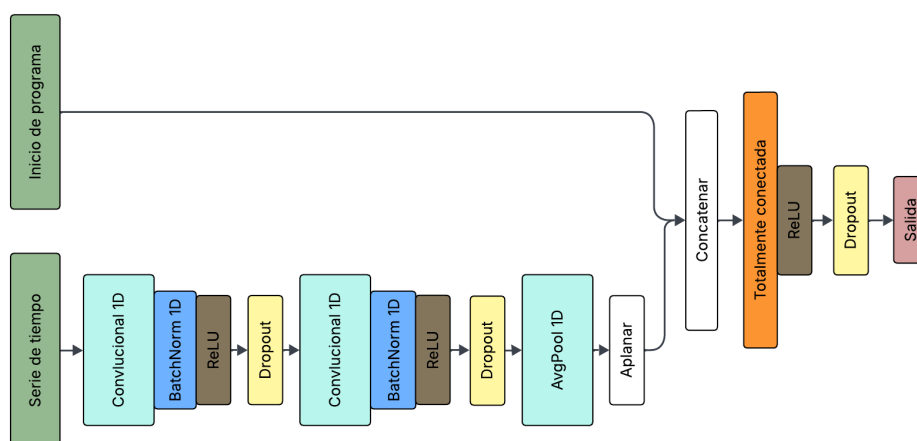 Inicio de programa
Serie de tiempo
Convlucional 1D
BatchNorm 1D
ReLU
Dropout
Convlucional 1D
BatchNorm 1D
ReLU
Dropout
AvgPool 1D
Aplanar
Concatenar
Totalmente conectada
ReLU
Dropout
Salida